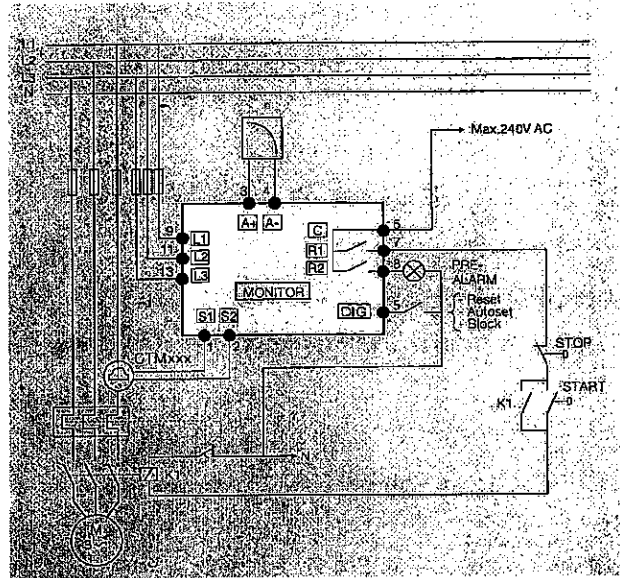 L1
L2
L3
N
Max.240V AC
3 4
A+ A-
6
C
9
L1
7
R1
11
L2
8
R2
PRE-
ALARM
13
L3
MONITOR
Reset
5
DIG
Autoset
S1 S2
Block
CTMxxx
STOP
START
K1
N
K1